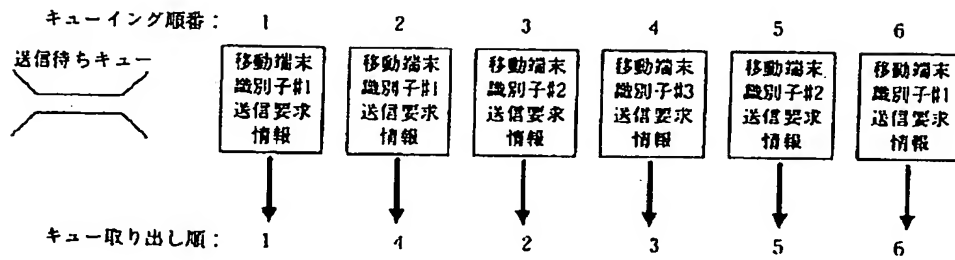 キューイング順番： 1 2 3 4 5 6
送信待ちキュー
移動端末
識別子#1
送信要求
情報
移動端末
識別子#1
送信要求
情報
移動端末
識別子#2
送信要求
情報
移動端末
識別子#3
送信要求
情報
移動端末
識別子#2
送信要求
情報
移動端末
識別子#1
送信要求
情報
キュー取り出し順： 1 4 2 3 5 6